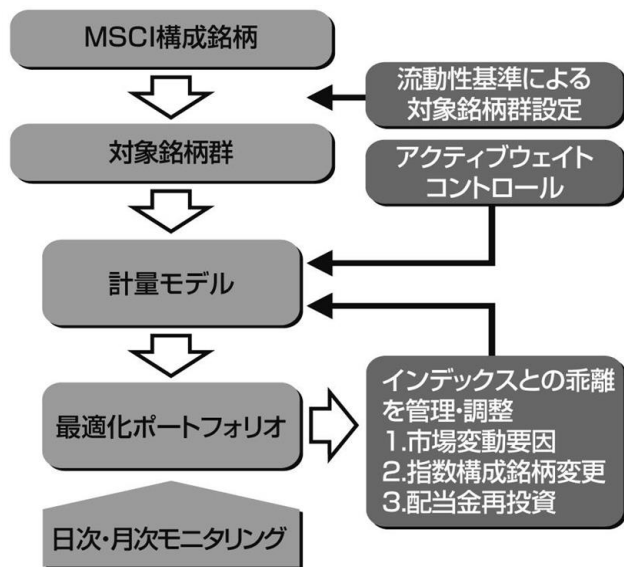 MSCI構成銘柄
流動性基準による
対象銘柄群設定
対象銘柄群
アクティブウェイト
コントロール
計量モデル
最適化ポートフォリオ
インデックスとの乖離
を管理・調整
1.市場変動要因
2.指数構成銘柄変更
3.配当金再投資
日次・月次モニタリング